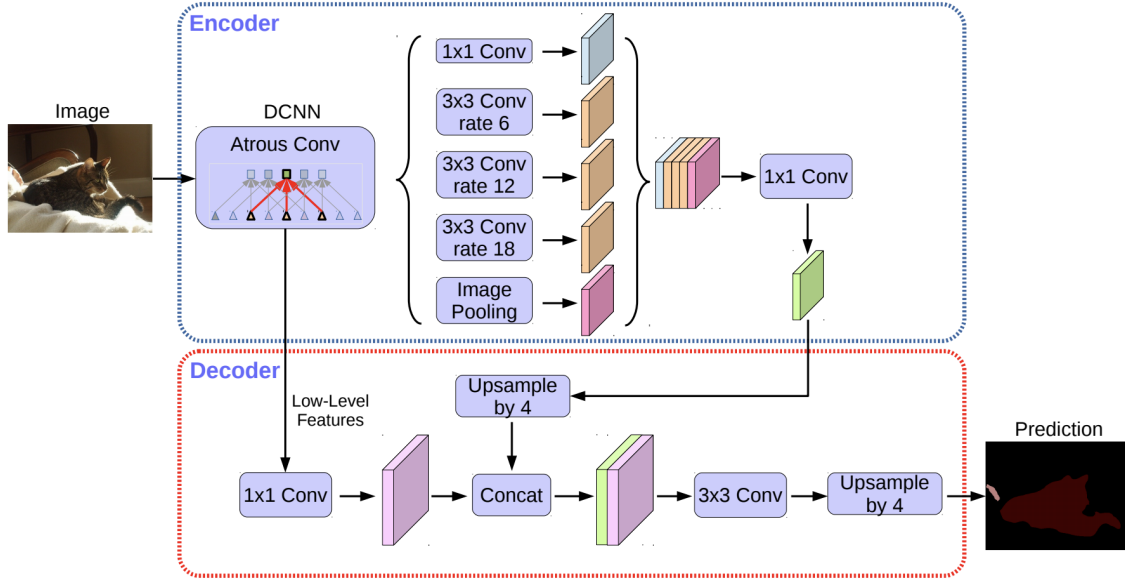 Encoder
Image
DCNN
Atrous Conv
1x1 Conv
3x3 Conv
rate 6
3x3 Conv
rate 12
3x3 Conv
rate 18
Image
Pooling
1x1 Conv
Decoder
Low-Level
Features
Upsample
by 4
1x1 Conv
Concat
3x3 Conv
Upsample
by 4
Prediction